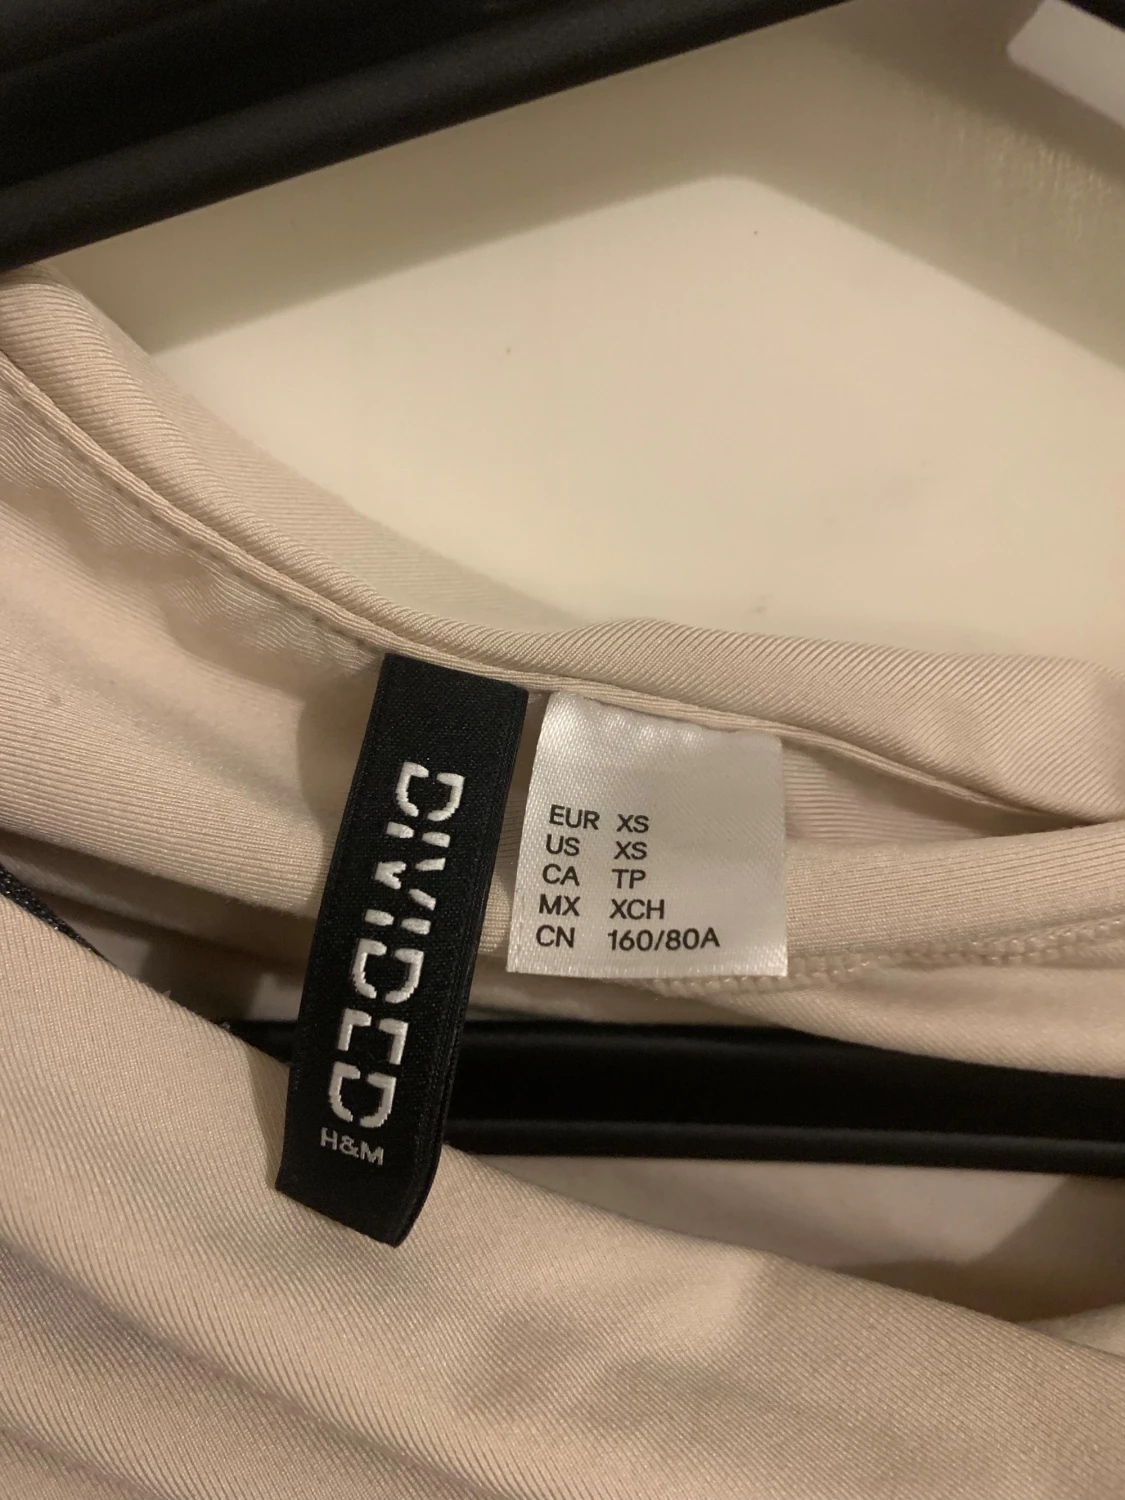 DIVIDED
H&M
EUR XS
US XS
CA TP
MX XCH
CN 160/80A